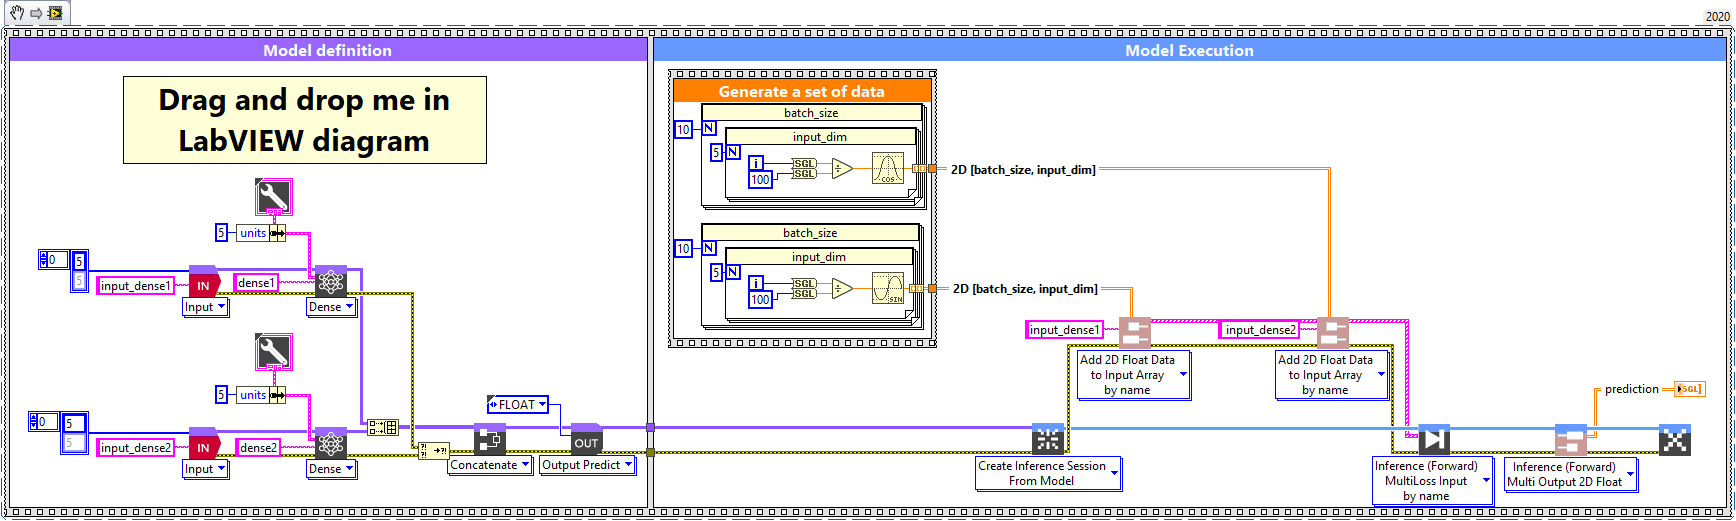 2020
Model definition
Model Execution
Drag and drop me in
LabVIEW diagram
Generate a set of data
batch_size
10
N
input_dim
5
N
i
100
SGL
SGL
÷
COS
2D [batch_size, input_dim]
batch_size
10
N
input_dim
5
N
i
100
SGL
SGL
÷
SIN
2D [batch_size, input_dim]
5
units
0
5
5
input_dense1
IN
Input
dense1
Dense
5
units
0
5
5
input_dense2
IN
Input
dense2
Dense
FLOAT
Concatenate
OUT
Output Predict
Create Inference Session
From Model
input_dense1
Add 2D Float Data
to Input Array
by name
input_dense2
Add 2D Float Data
to Input Array
by name
Inference (Forward)
MultiLoss Input
by name
Inference (Forward)
Multi Output 2D Float
prediction
SGL